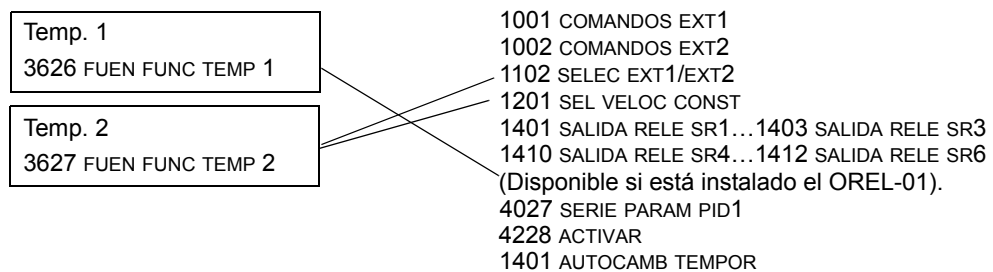 Temp. 1
3626 FUEN FUNC TEMP 1
Temp. 2
3627 FUEN FUNC TEMP 2
1001 COMANDOS EXT1
1002 COMANDOS EXT2
1102 SELEC EXT1/EXT2
1201 SEL VELOC CONST
1401 SALIDA RELE SR1…1403 SALIDA RELE SR3
1410 SALIDA RELE SR4…1412 SALIDA RELE SR6
(Disponible si está instalado el OREL-01).
4027 SERIE PARAM PID1
4228 ACTIVAR
1401 AUTOCAMB TEMPOR